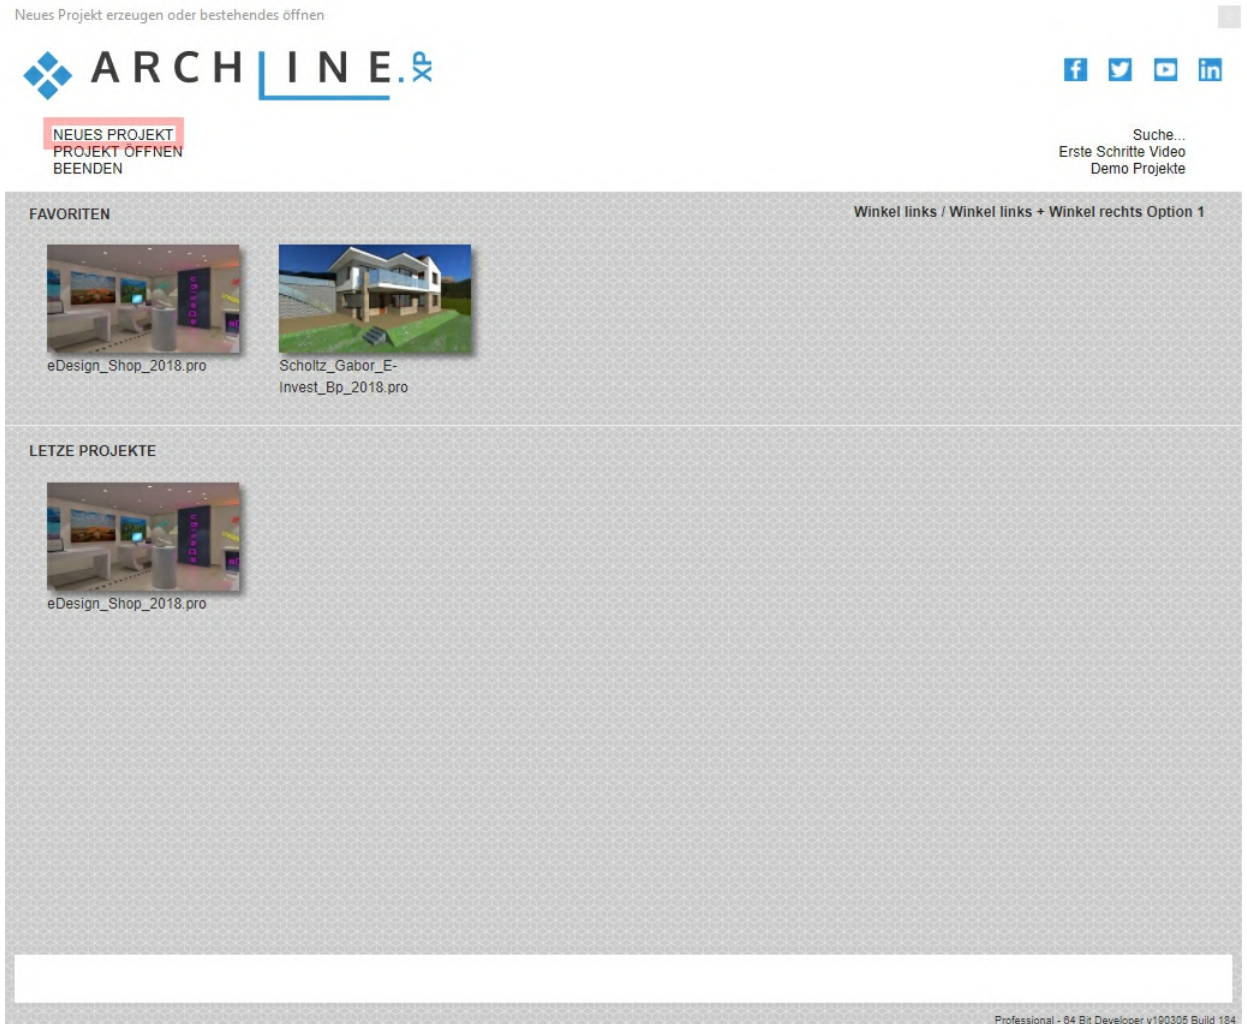 Neues Projekt erzeugen oder bestehendes öffnen
ARCHLINE.XP
NEUES PROJEKT
PROJEKT ÖFFNEN
BEENDEN
Suche...
Erste Schritte Video
Demo Projekte
FAVORITEN
Winkel links / Winkel links + Winkel rechts Option 1
eDesign
eDesign_Shop_2018.pro
Scholtz_Gabor_E-
Invest_Bp_2018.pro
LETZE PROJEKTE
eDesign
eDesign_Shop_2018.pro
Professional - 64 Bit Developer v190305 Build 184